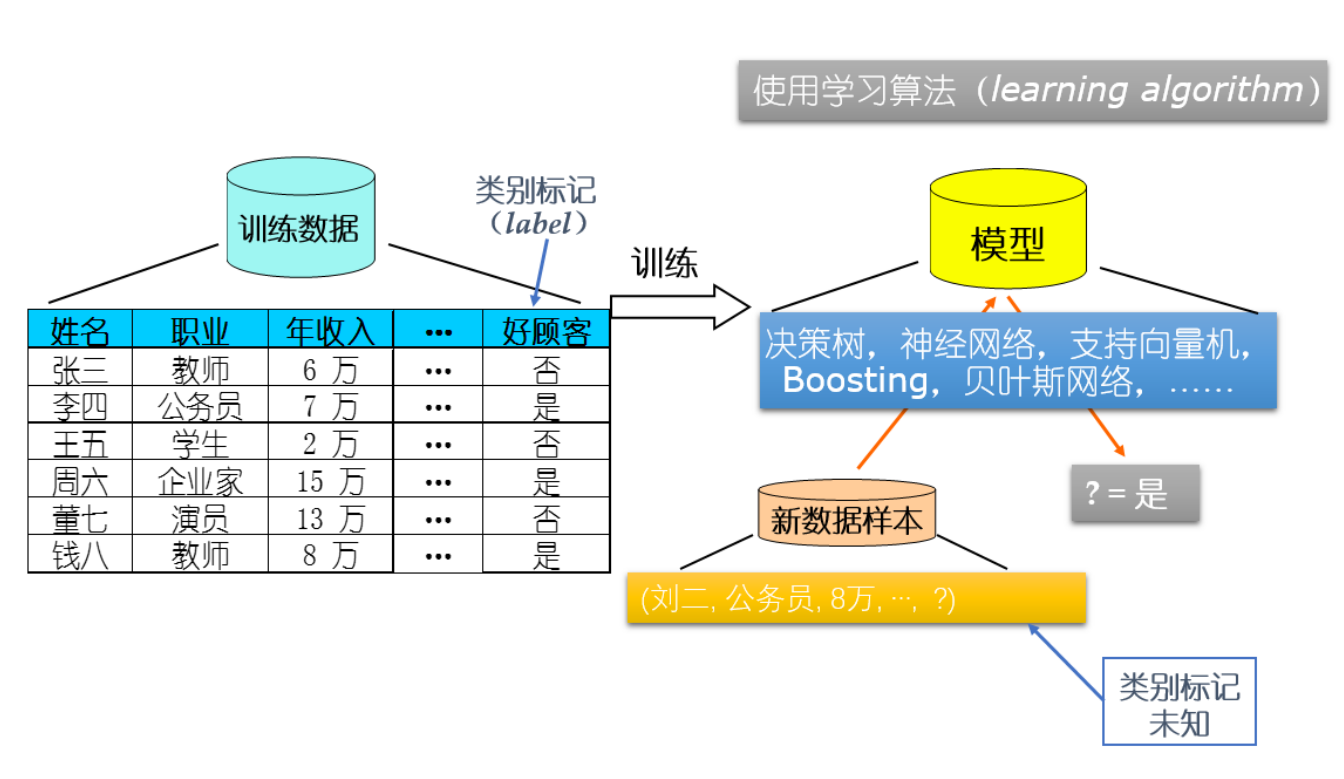 使用学习算法（learning algorithm）
训练数据
类别标记
（label）
训练
模型
姓名 职业 年收入 … 好顾客
张三 教师 6 万 … 否
李四 公务员 7 万 … 是
王五 学生 2 万 … 否
周六 企业家 15 万 … 是
董七 演员 13 万 … 否
钱八 教师 8 万 … 是
决策树，神经网络，支持向量机，
Boosting，贝叶斯网络，……
? = 是
新数据样本
(刘二, 公务员, 8万, …, ?)
类别标记
未知